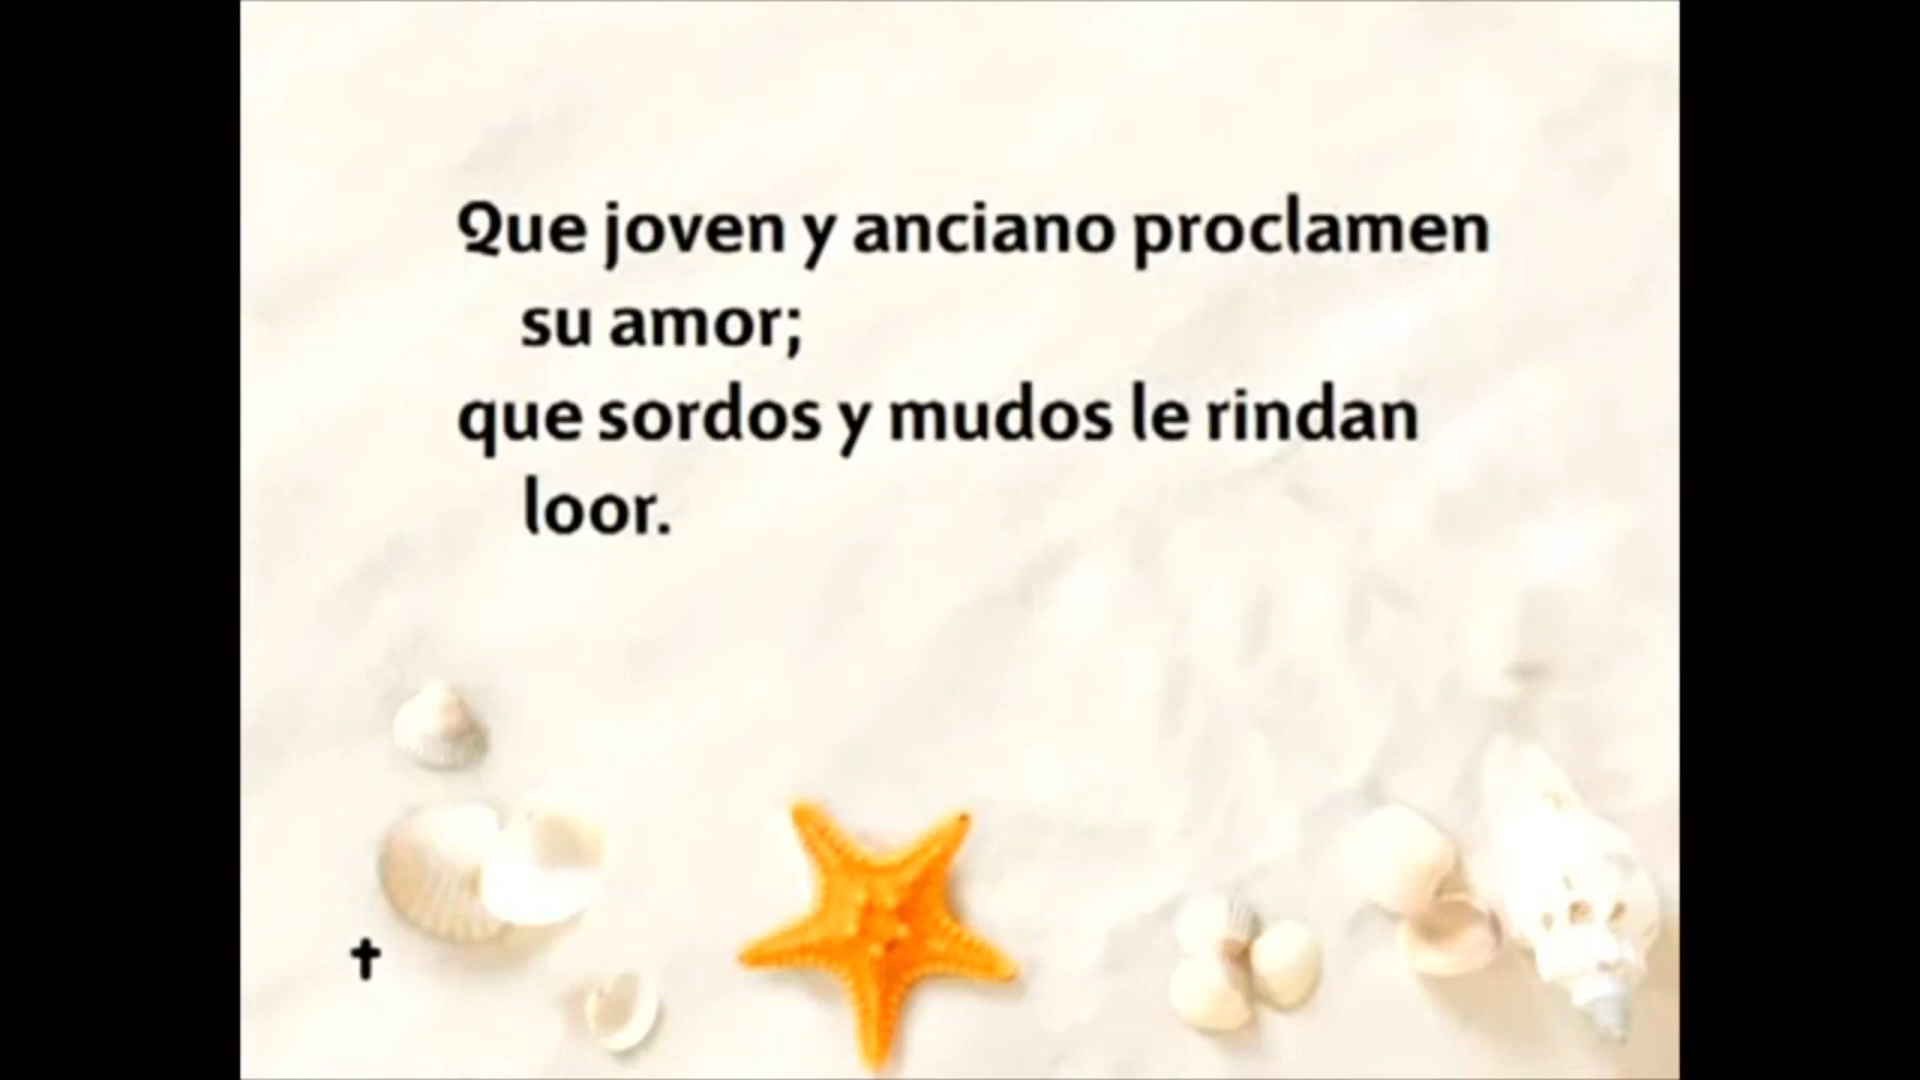 Que joven y anciano proclamen
su amor;
que sordos y mudos le rindan
loor.